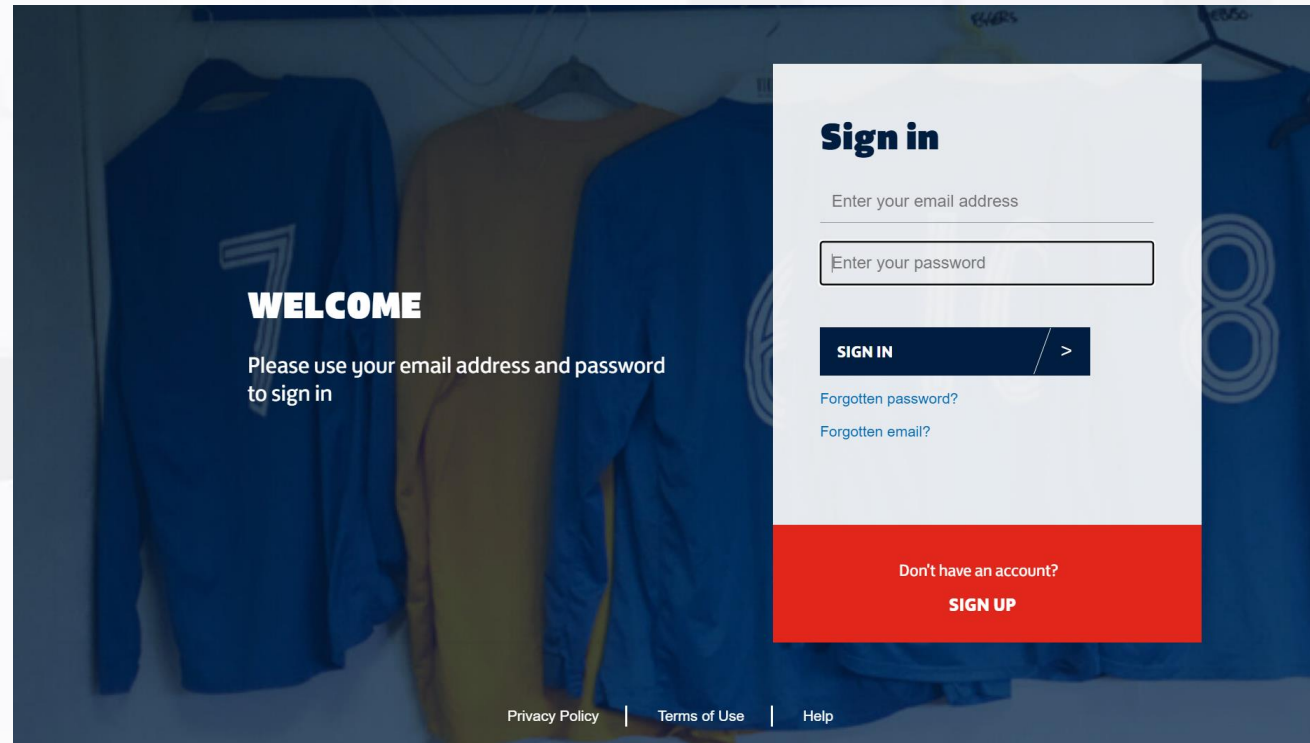 WELCOME
Please use your email address and password
to sign in
7
8
Sign in
Enter your email address
Enter your password
SIGN IN >
Forgotten password?
Forgotten email?
Don't have an account?
SIGN UP
Privacy Policy | Terms of Use | Help